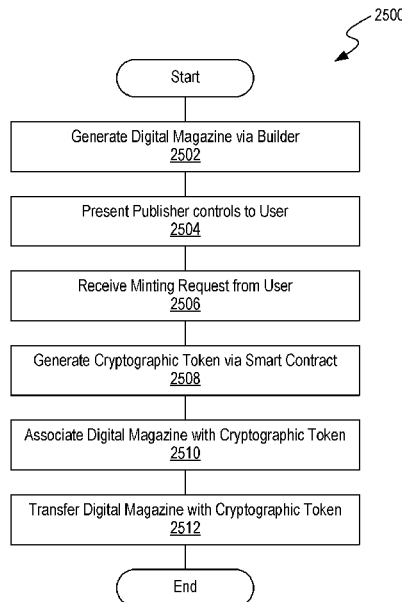 2500
Start
Generate Digital Magazine via Builder
2502
Present Publisher controls to User
2504
Receive Minting Request from User
2506
Generate Cryptographic Token via Smart Contract
2508
Associate Digital Magazine with Cryptographic Token
2510
Transfer Digital Magazine with Cryptographic Token
2512
End